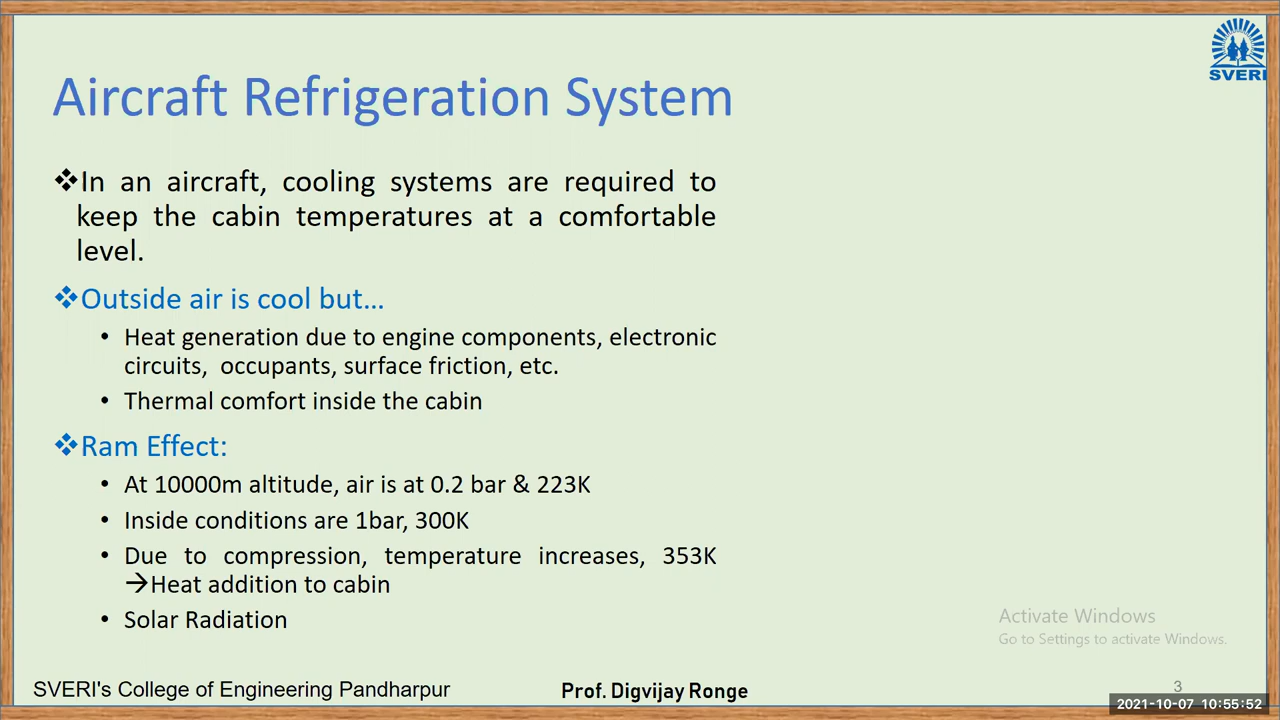 SVERI
Aircraft Refrigeration System
❖In an aircraft, cooling systems are required to
keep the cabin temperatures at a comfortable
level.
❖Outside air is cool but...
• Heat generation due to engine components, electronic
circuits, occupants, surface friction, etc.
• Thermal comfort inside the cabin
❖Ram Effect:
• At 10000m altitude, air is at 0.2 bar & 223K
• Inside conditions are 1bar, 300K
• Due to compression, temperature increases, 353K
→Heat addition to cabin
• Solar Radiation
Activate Windows
Go to Settings to activate Windows.
SVERI's College of Engineering Pandharpur
Prof. Digvijay Ronge
3
2021-10-07 10:55:52